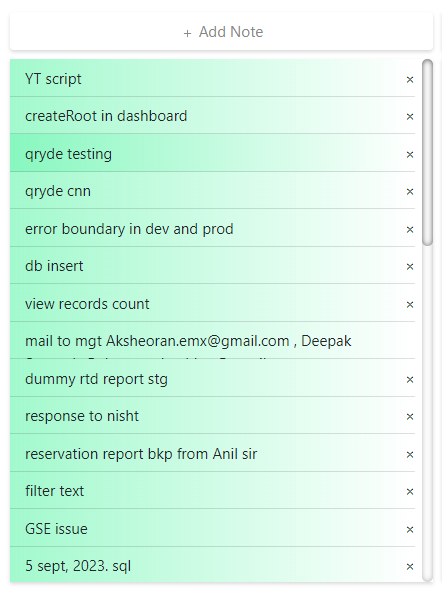 + Add Note
YT script ×
createRoot in dashboard ×
qryde testing ×
qryde cnn ×
error boundary in dev and prod ×
db insert ×
view records count ×
mail to mgt Aksheoran.emx@gmail.com , Deepak
dummy rtd report stg ×
response to nisht ×
reservation report bkp from Anil sir ×
filter text ×
GSE issue ×
5 sept, 2023. sql ×